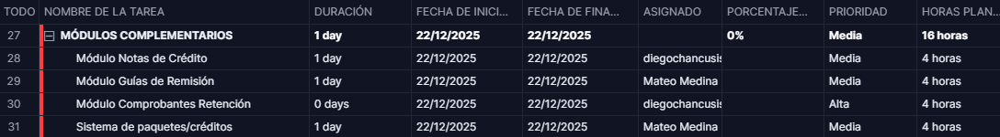 TODO NOMBRE DE LA TAREA DURACIÓN FECHA DE INICI... FECHA DE FINA... ASIGNADO PORCENTAJE... PRIORIDAD HORAS PLAN...
27 MÓDULOS COMPLEMENTARIOS 1 day 22/12/2025 22/12/2025 0% Media 16 horas
28 Módulo Notas de Crédito 1 day 22/12/2025 22/12/2025 diegochancusis Media 4 horas
29 Módulo Guías de Remisión 1 day 22/12/2025 22/12/2025 Mateo Medina Media 4 horas
30 Módulo Comprobantes Retención 0 days 22/12/2025 22/12/2025 diegochancusis Alta 4 horas
31 Sistema de paquetes/créditos 1 day 22/12/2025 22/12/2025 Mateo Medina Media 4 horas